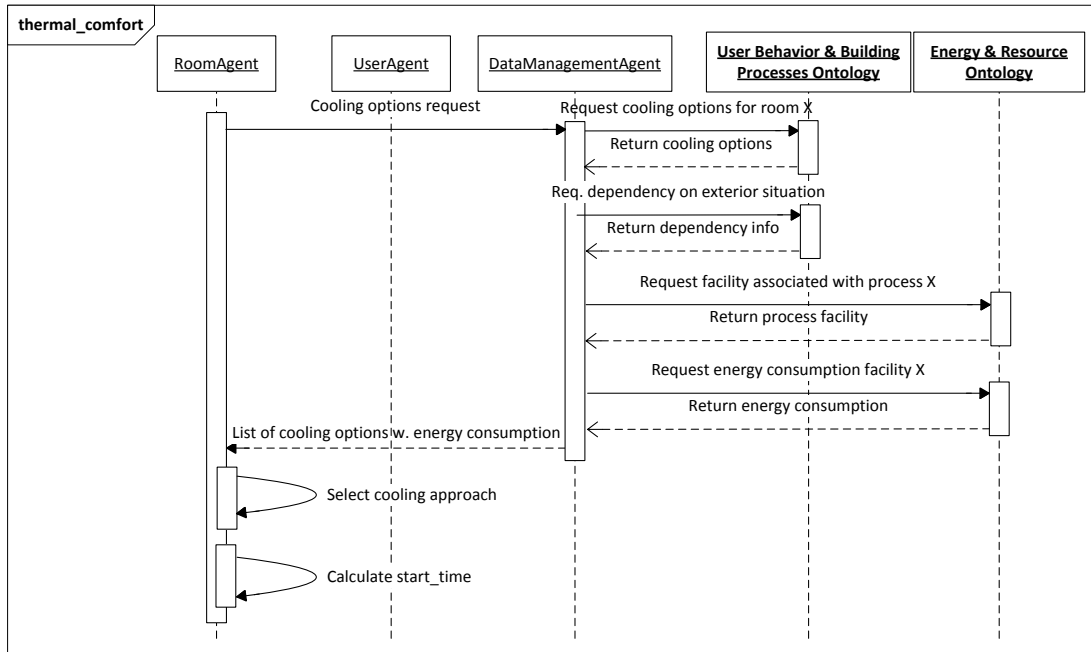 thermal_comfort
RoomAgent
UserAgent
DataManagementAgent
User Behavior & Building
Processes Ontology
Energy & Resource
Ontology
Cooling options request
Request cooling options for room X
Return cooling options
Req. dependency on exterior situation
Return dependency info
Request facility associated with process X
Return process facility
Request energy consumption facility X
Return energy consumption
List of cooling options w. energy consumption
Select cooling approach
Calculate start_time